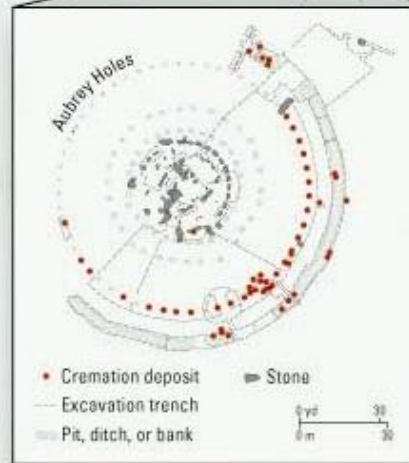 Aubrey Holes
Cremation deposit
Stone
Excavation trench
Pit, ditch, or bank
0 yd 30
0 m 30